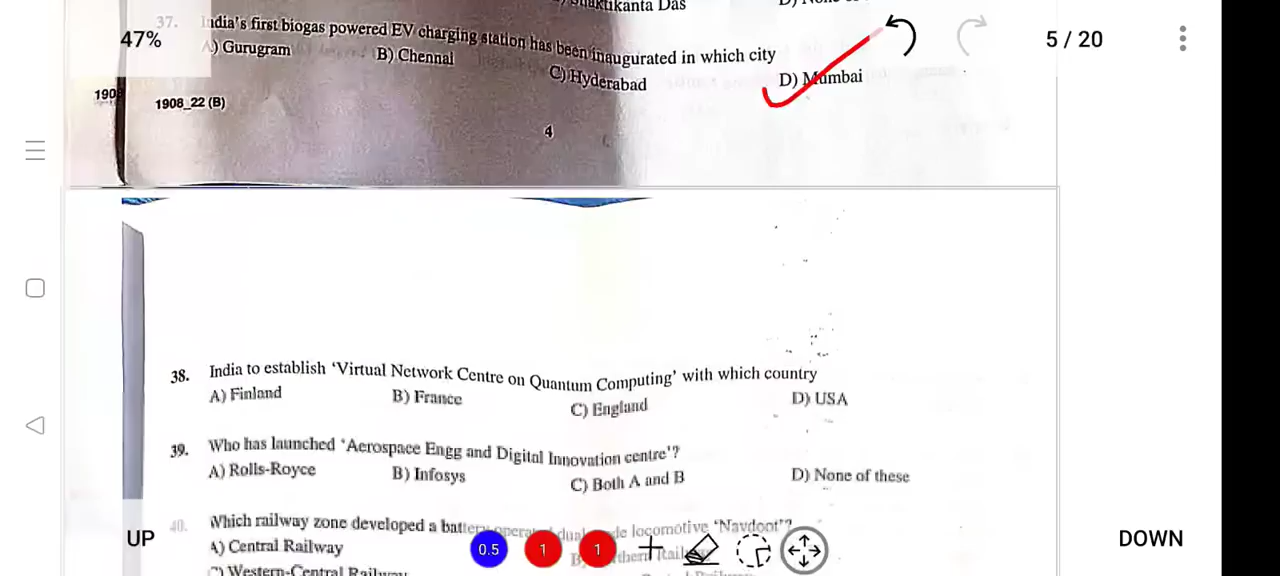 ktikanta Das
37. India's first biogas powered EV charging station has been inaugurated in which city
47%
A) Gurugram B) Chennal C) Hyderabad D) Mumbai
5 / 20
1908_22 (B)
4
38. India to establish ‘Virtual Network Centre on Quantum Computing’ with which country
A) Finland B) France C) England D) USA
39. Who has launched ‘Aerospace Engg and Digital Innovation centre’?
A) Rolls-Royce B) Infosys C) Both A and B D) None of these
40. Which railway zone developed a locomotive
A) Central Railway
UP
0.5
1
1
DOWN